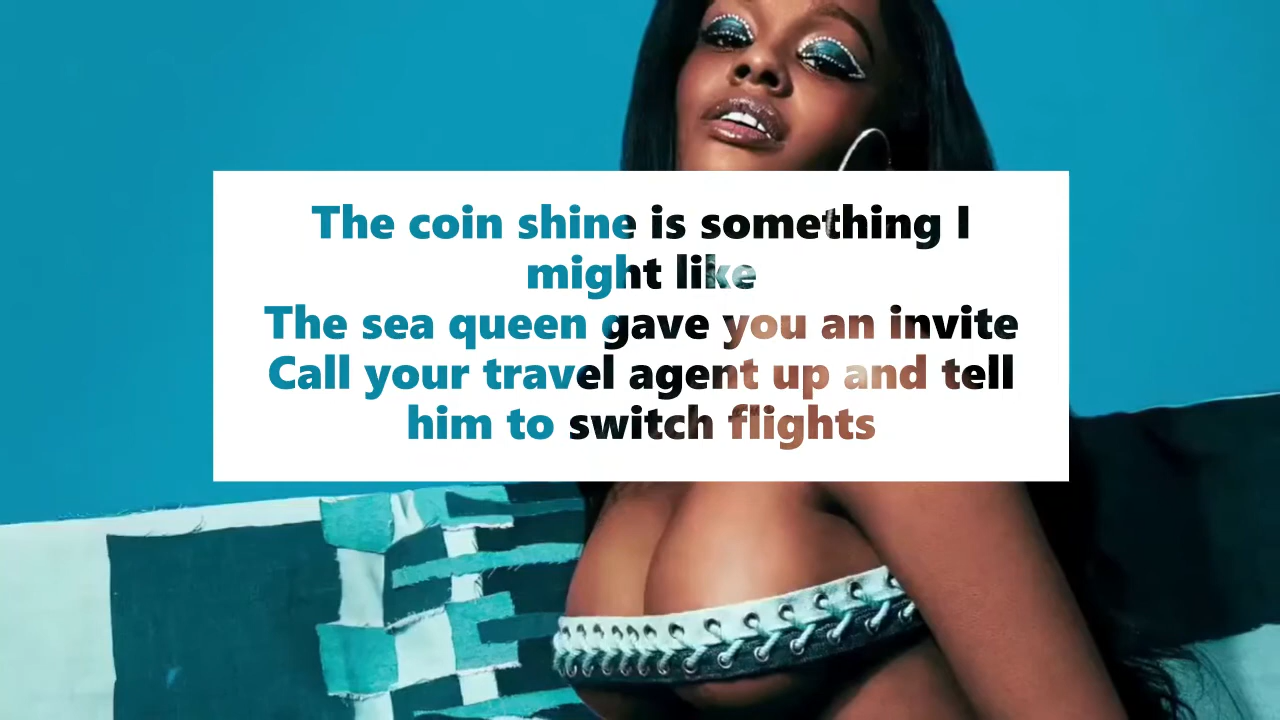 The coin shine is something I
might like
The sea queen gave you an invite
Call your travel agent up and tell
him to switch flights